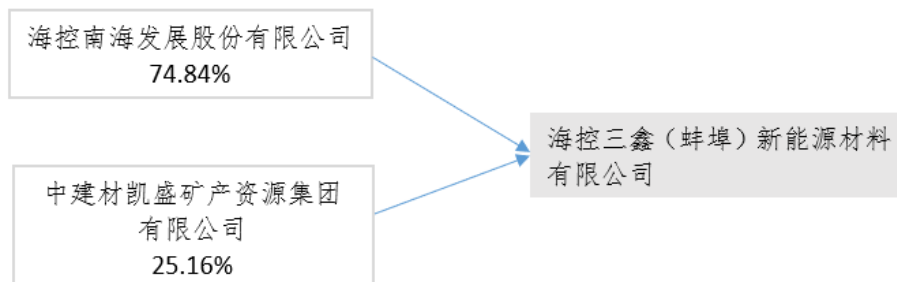 海控南海发展股份有限公司
74.84%
海控三鑫（蚌埠）新能源材料
有限公司
中建材凯盛矿产资源集团
有限公司
25.16%